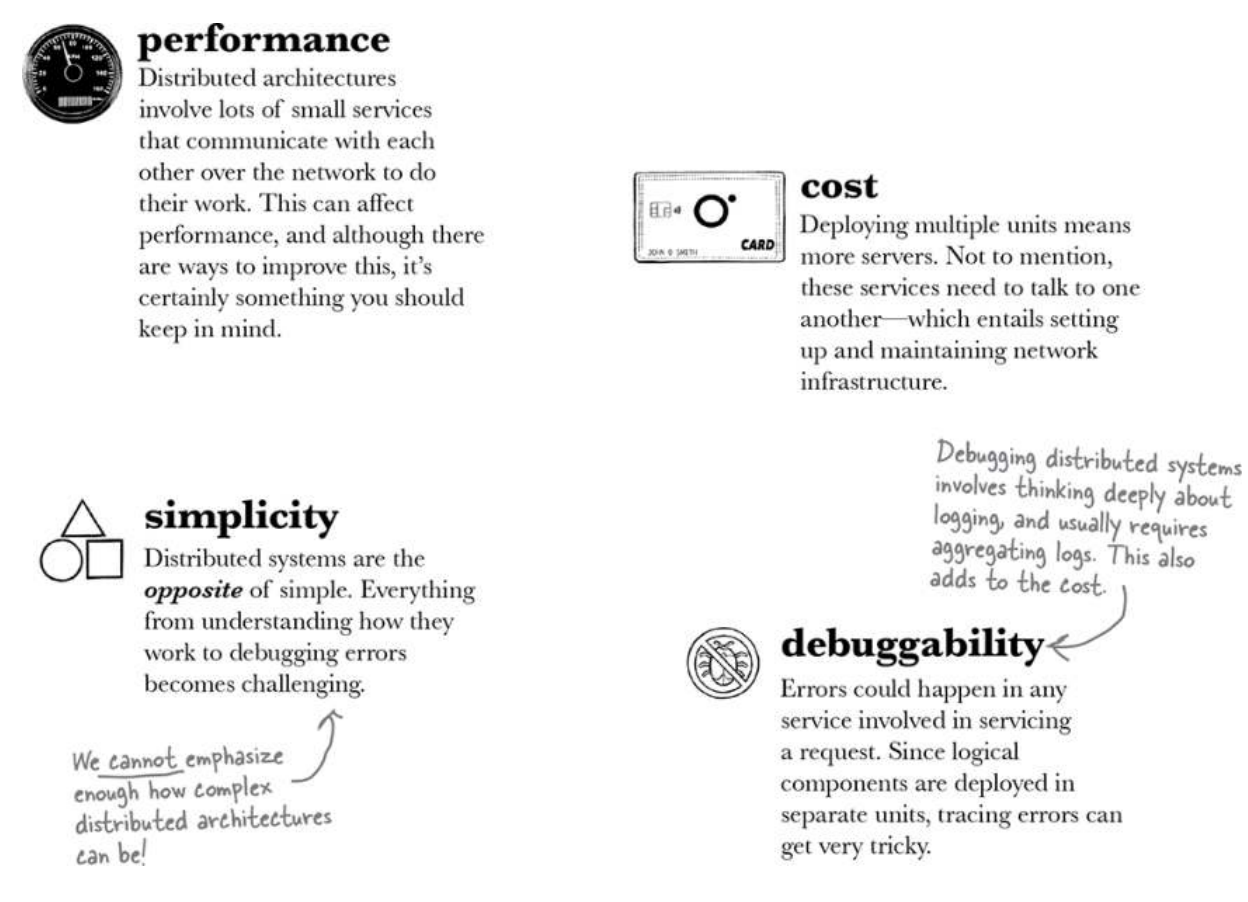 performance
Distributed architectures
involve lots of small services
that communicate with each
other over the network to do
their work. This can affect
performance, and although there
are ways to improve this, it's
certainly something you should
keep in mind.
CARD
JOHN D SMITH
cost
Deploying multiple units means
more servers. Not to mention,
these services need to talk to one
another—which entails setting
up and maintaining network
infrastructure.
simplicity
Distributed systems are the
opposite of simple. Everything
from understanding how they
work to debugging errors
becomes challenging.
We cannot emphasize
enough how complex
distributed architectures
can be!
Debugging distributed systems
involves thinking deeply about
logging, and usually requires
aggregating logs. This also
adds to the cost.
debuggability
Errors could happen in any
service involved in servicing
a request. Since logical
components are deployed in
separate units, tracing errors can
get very tricky.